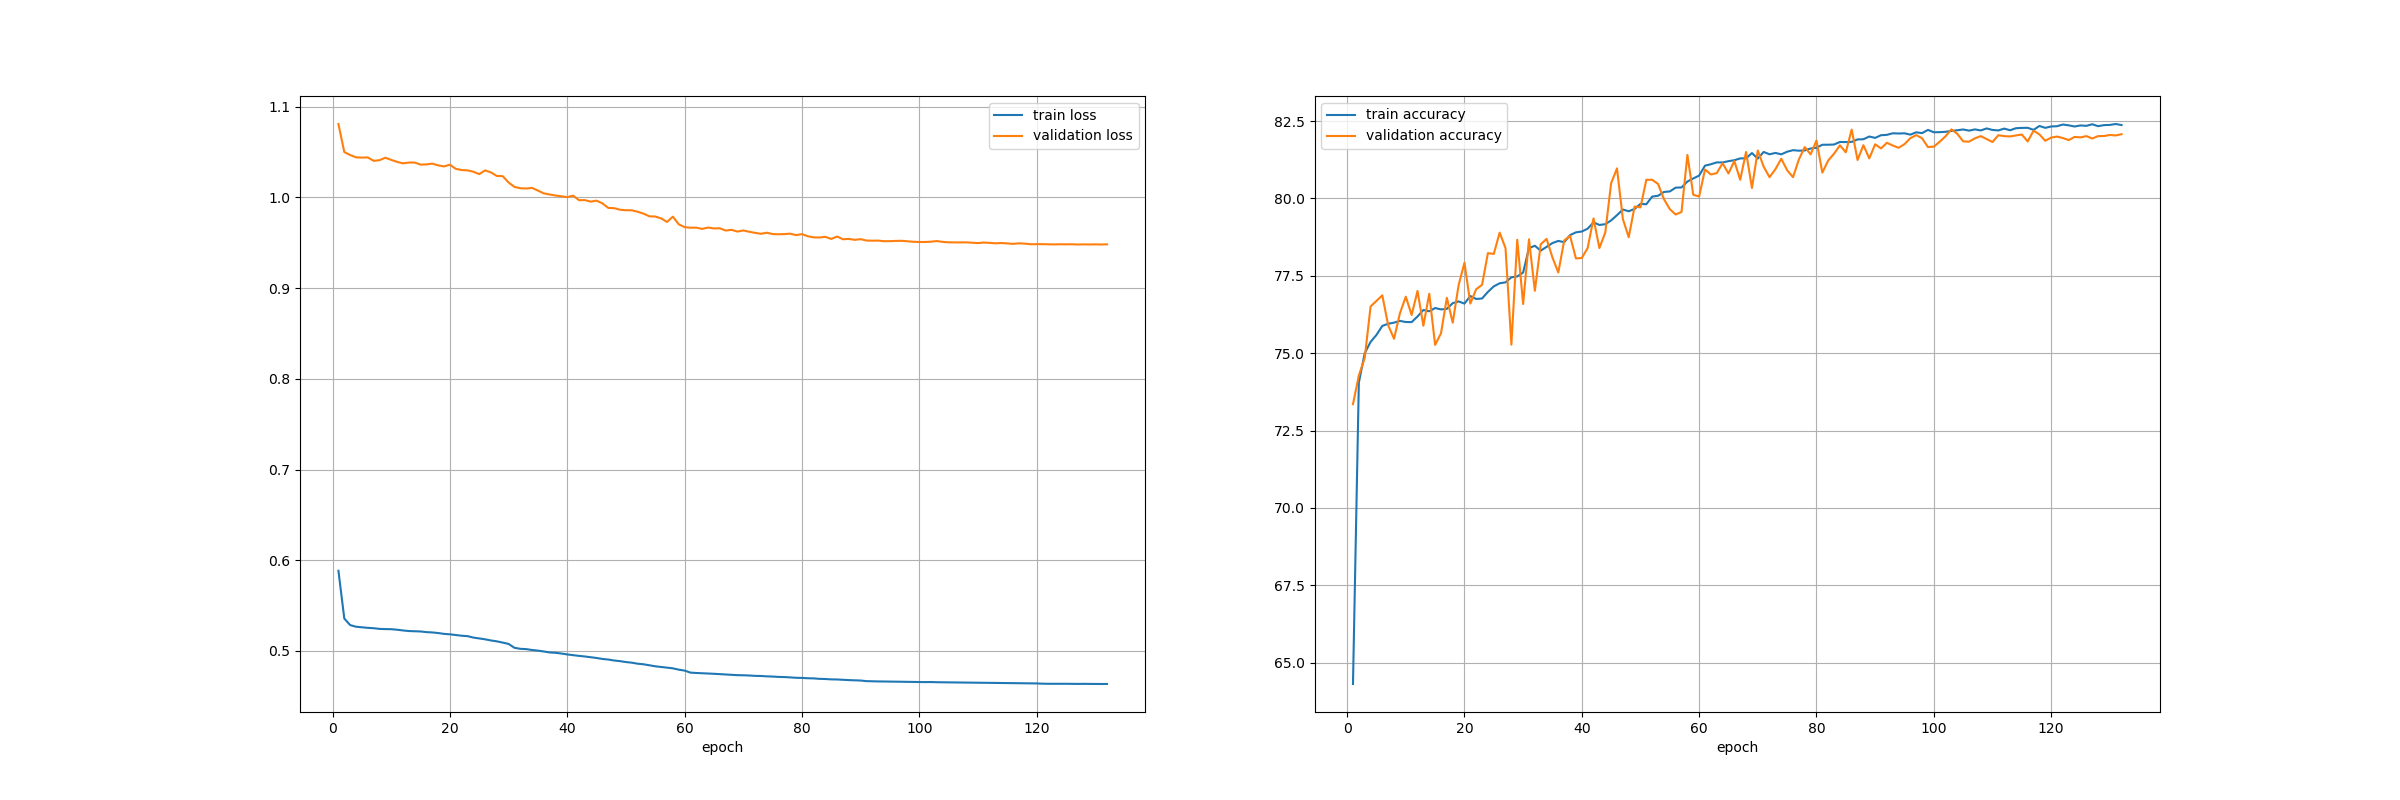 train loss
validation loss
1.1
1.0
0.9
0.8
0.7
0.6
0.5
0 20 40 60 80 100 120
epoch
train accuracy
validation accuracy
82.5
80.0
77.5
75.0
72.5
70.0
67.5
65.0
0 20 40 60 80 100 120
epoch